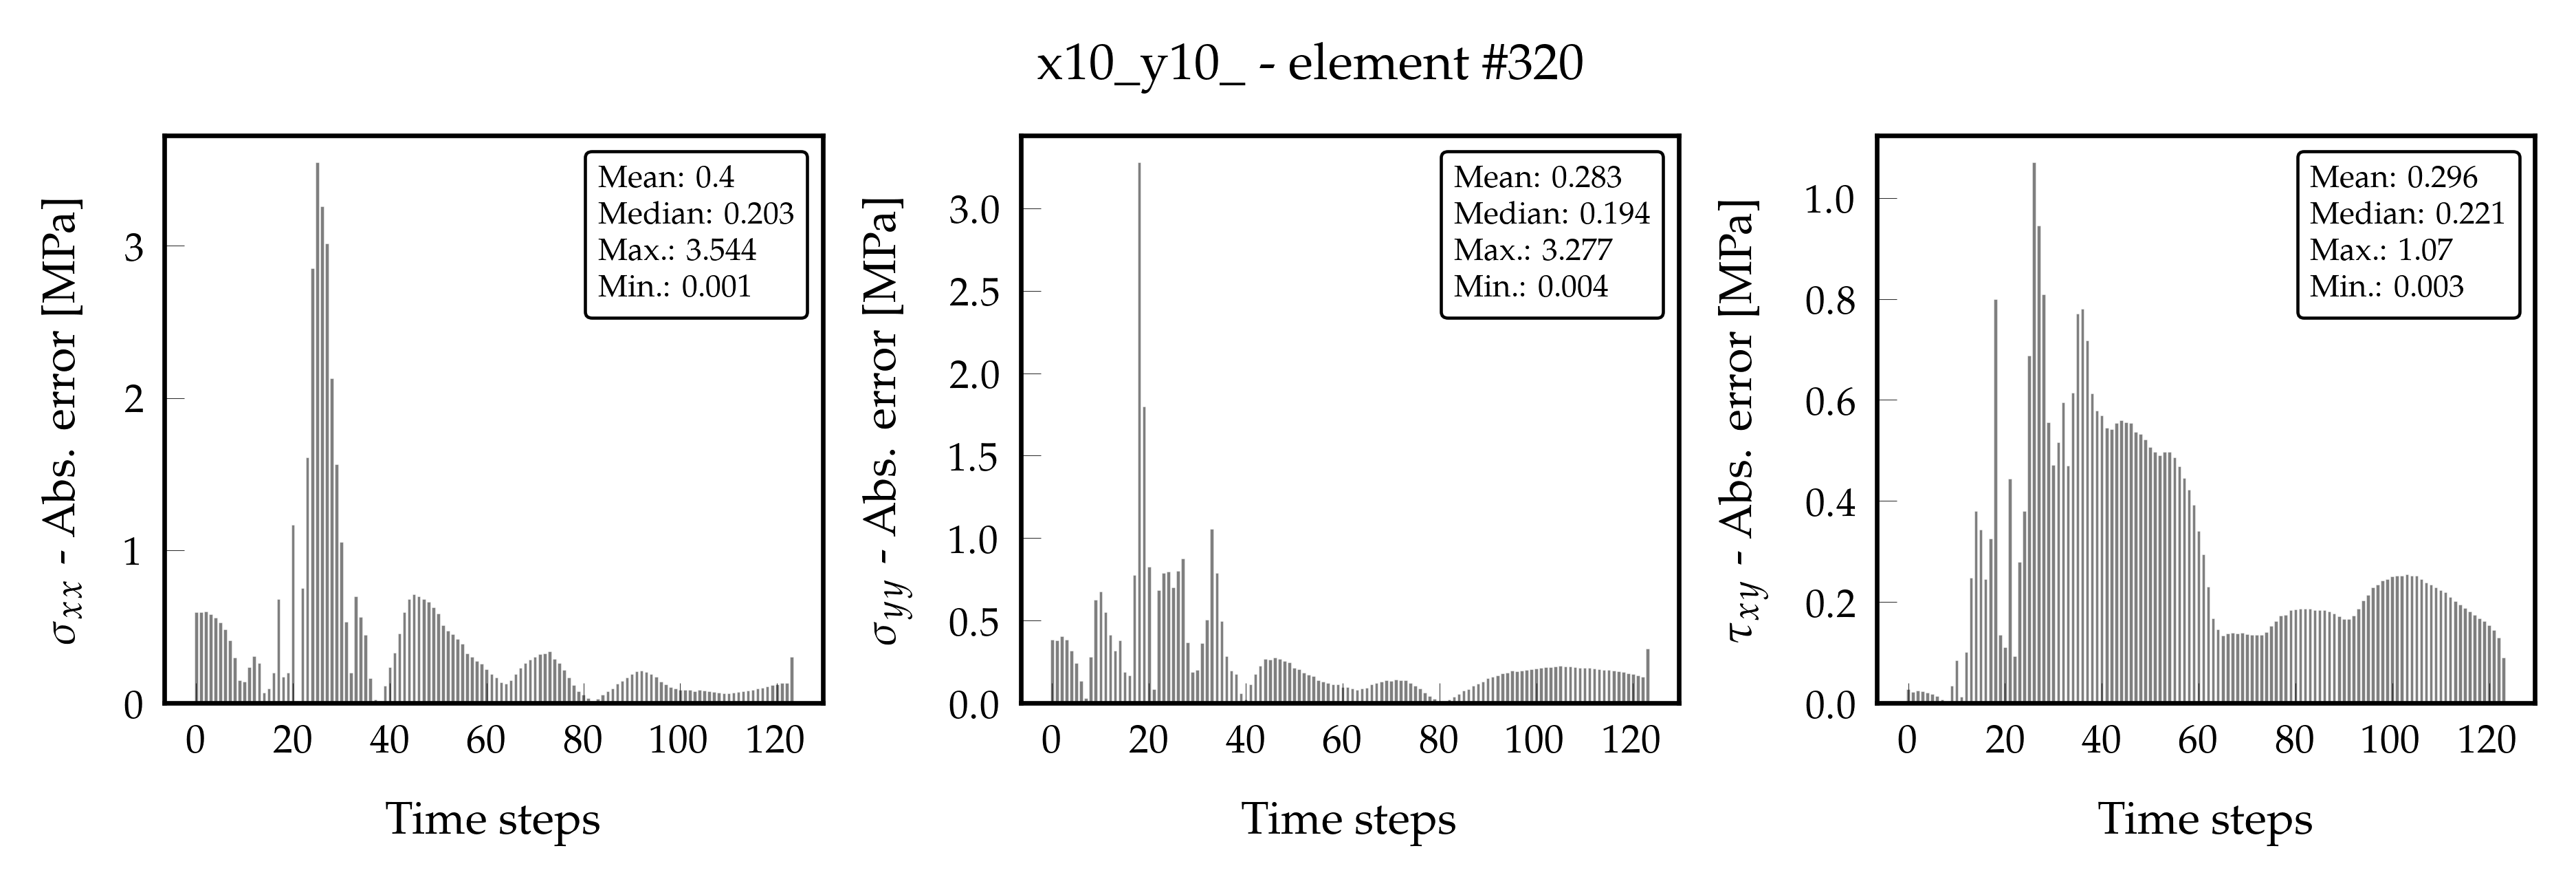 x10_y10_ - element #320
σxx - Abs. error [MPa]
3
2
1
0
0 20 40 60 80 100 120
Time steps
Mean: 0.4
Median: 0.203
Max.: 3.544
Min.: 0.001
σyy - Abs. error [MPa]
3.0
2.5
2.0
1.5
1.0
0.5
0.0
0 20 40 60 80 100 120
Time steps
Mean: 0.283
Median: 0.194
Max.: 3.277
Min.: 0.004
τxy - Abs. error [MPa]
1.0
0.8
0.6
0.4
0.2
0.0
0 20 40 60 80 100 120
Time steps
Mean: 0.296
Median: 0.221
Max.: 1.07
Min.: 0.003